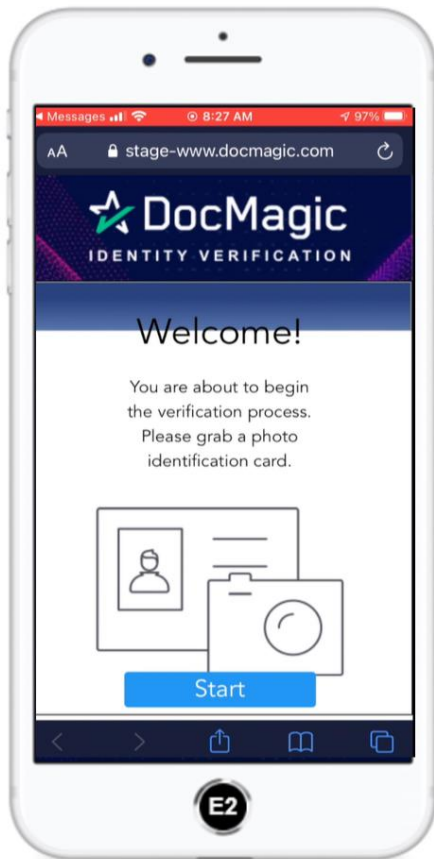 Messages 8:27 AM 97%
AA stage-www.docmagic.com
DocMagic
IDENTITY VERIFICATION
Welcome!
You are about to begin
the verification process.
Please grab a photo
identification card.
Start
E2